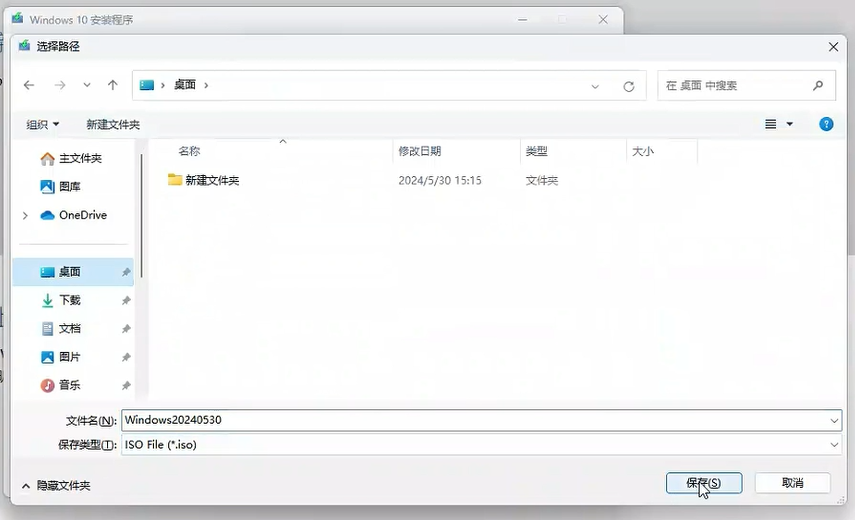 Windows 10 安装程序
选择路径
桌面
在 桌面 中搜索
组织 新建文件夹
名称 修改日期 类型 大小
主文件夹
新建文件夹 2024/5/30 15:15 文件夹
图库
OneDrive
桌面
下载
文档
图片
音乐
文件名(N): Windows20240530
保存类型(T): ISO File (*.iso)
隐藏文件夹 保存(S) 取消